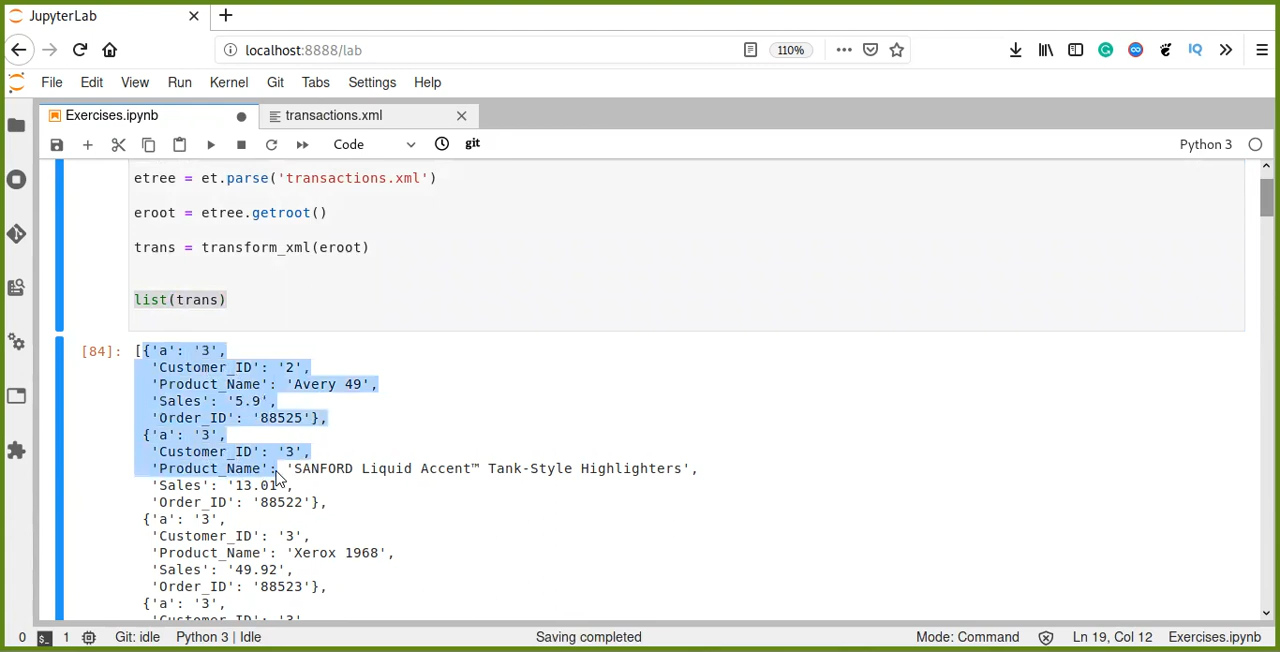 JupyterLab
localhost:8888/lab
110%
IQ
File Edit View Run Kernel Git Tabs Settings Help
Exercises.ipynb
transactions.xml
Code
git
Python 3
etree = et.parse('transactions.xml')
eroot = etree.getroot()
trans = transform_xml(eroot)
list(trans)
[84]: [{'a': '3',
'Customer_ID': '2',
'Product_Name': 'Avery 49',
'Sales': '5.9',
'Order_ID': '88525'},
{'a': '3',
'Customer_ID': '3',
'Product_Name': 'SANFORD Liquid Accent™ Tank-Style Highlighters',
'Sales': '13.01',
'Order_ID': '88522'},
{'a': '3',
'Customer_ID': '3',
'Product_Name': 'Xerox 1968',
'Sales': '49.92',
'Order_ID': '88523'},
{'a': '3',
'Customer_ID': '3',
0 $_ 1 Git: idle Python 3 | Idle Saving completed Mode: Command Ln 19, Col 12 Exercises.ipynb